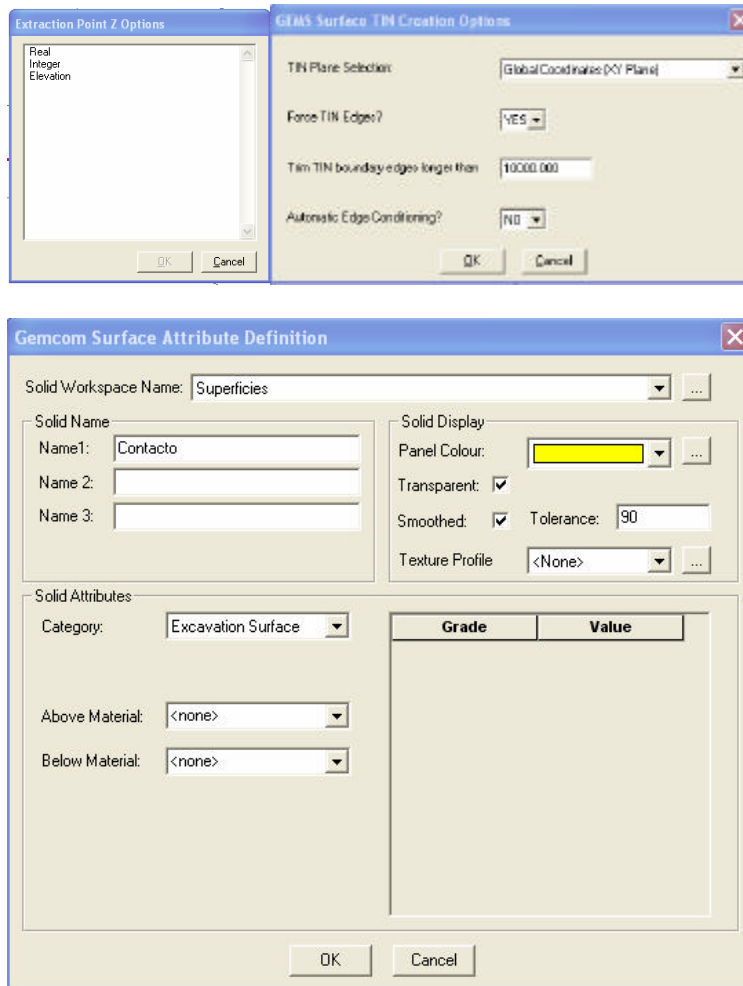 Extraction Point Z Options
Real
Integer
Elevation
OK Cancel
GEMS Surface TIN Creation Options
TIN Plane Selection: Global Coordinates (XY Plane)
Force TIN Edges? YES
Trim TIN boundary edges longer than 10000.000
Automatic Edge Conditioning? NO
OK Cancel
Gemcom Surface Attribute Definition
Solid Workspace Name: Superficies ...
Solid Name
Name1: Contacto
Name 2:
Name 3:
Solid Display
Panel Colour: ...
Transparent:
Smoothed: Tolerance: 90
Texture Profile <None> ...
Solid Attributes
Category: Excavation Surface
Above Material: <none>
Below Material: <none>
Grade Value
OK Cancel